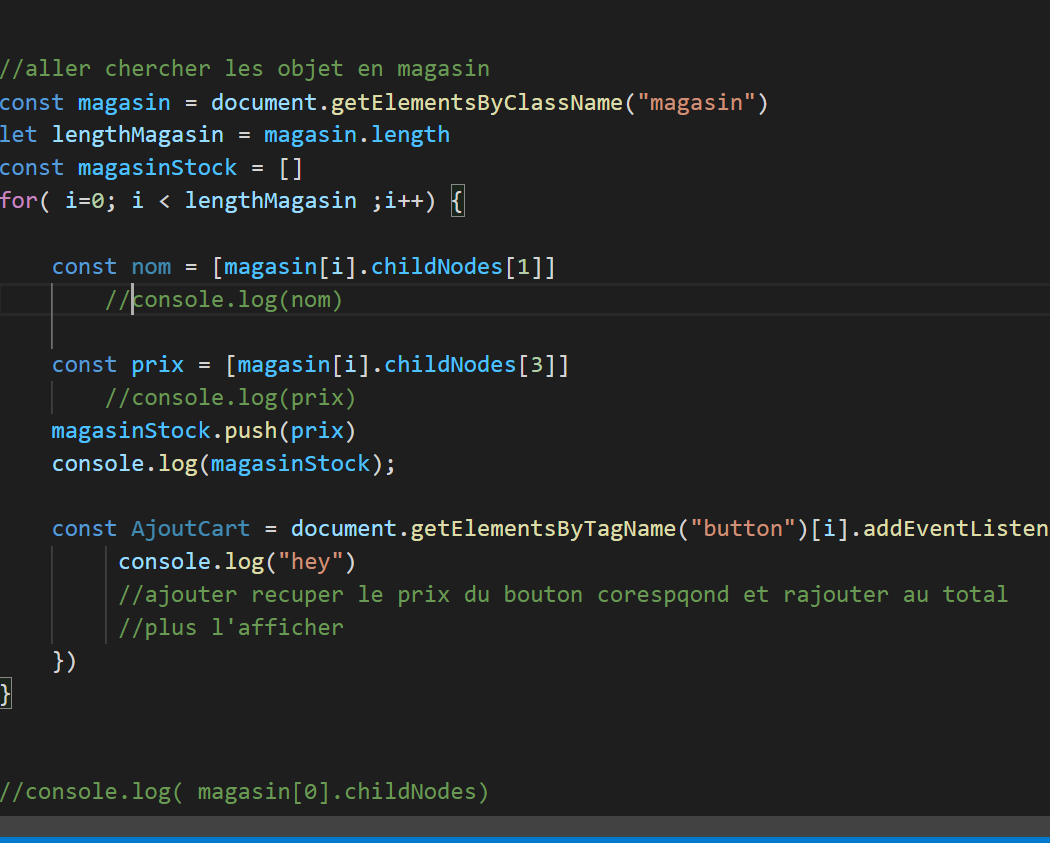 //aller chercher les objet en magasin
const magasin = document.getElementsByClassName("magasin")
let lengthMagasin = magasin.length
const magasinStock = []
for( i=0; i < lengthMagasin ;i++) {
const nom = [magasin[i].childNodes[1]]
//console.log(nom)
const prix = [magasin[i].childNodes[3]]
//console.log(prix)
magasinStock.push(prix)
console.log(magasinStock);
const AjoutCart = document.getElementsByTagName("button")[i].addEventListen
console.log("hey")
//ajouter recuper le prix du bouton corespqond et rajouter au total
//plus l'afficher
})
}
//console.log( magasin[0].childNodes)